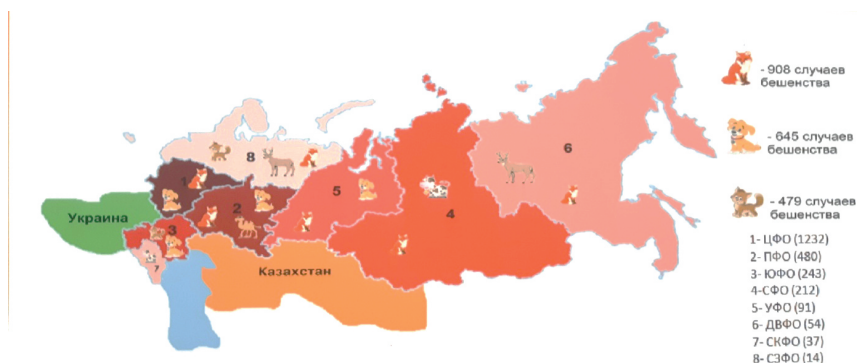 - 908 случаев
бешенства
- 645 случаев
бешенства
- 479 случаев
бешенства
1- ЦФО (1232)
2- ПФО (480)
3- ЮФО (243)
4-СФО (212)
5- УФО (91)
6- ДВФО (54)
7- СКФО (37)
8- СЗФО (14)
8
6
1
5
2
4
Украина
3
7
Казахстан